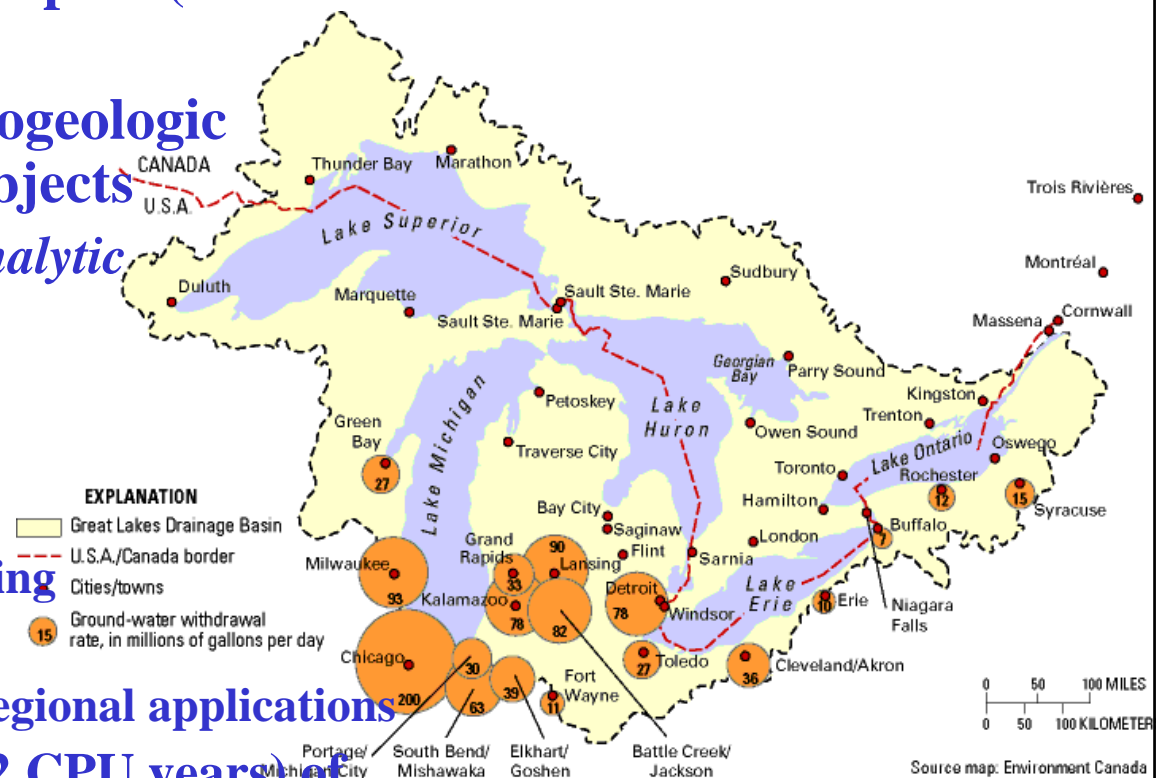 ogeologic
bjects
nalytic
CANADA
U.S.A.
Thunder Bay
Marathon
Trois Rivières
Lake Superior
Montréal
Sudbury
Duluth
Marquette
Sault Ste. Marie
Sault Ste. Marie
Cornwall
Massena
Georgian
Bay
Parry Sound
Kingston
Petoskey
Lake
Huron
Trenton
Green
Bay
27
Lake Michigan
Owen Sound
Traverse City
Lake Ontario
Oswego
Toronto
Rochester
12
15
Syracuse
Hamilton
EXPLANATION
Great Lakes Drainage Basin
U.S.A./Canada border
Cities/towns
15
Ground-water withdrawal
rate, in millions of gallons per day
ing
Bay City
Saginaw
Flint
Buffalo
7
London
Sarnia
Milwaukee
93
Grand
Rapids
33
90
Lansing
Kalamazoo
78
82
Detroit
78
Windsor
Lake
Erie
Erie
10
Niagara
Falls
Chicago
200
30
63
39
Fort
Wayne
11
Toledo
27
Cleveland/Akron
36
0 50 100 MILES
0 50 100 KILOMETER
egional applications
Portage/
Michigan City
South Bend/
Mishawaka
Elkhart/
Goshen
Battle Creek/
Jackson
2 CPU years) of
Source map: Environment Canada